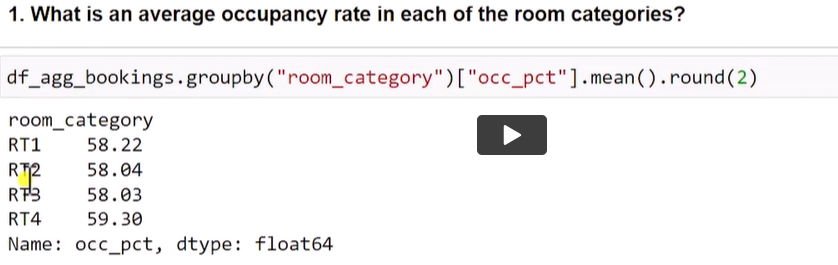 1. What is an average occupancy rate in each of the room categories?
df_agg_bookings.groupby("room_category")["occ_pct"].mean().round(2)
room_category
RT1 58.22
RT2 58.04
RT3 58.03
RT4 59.30
Name: occ_pct, dtype: float64